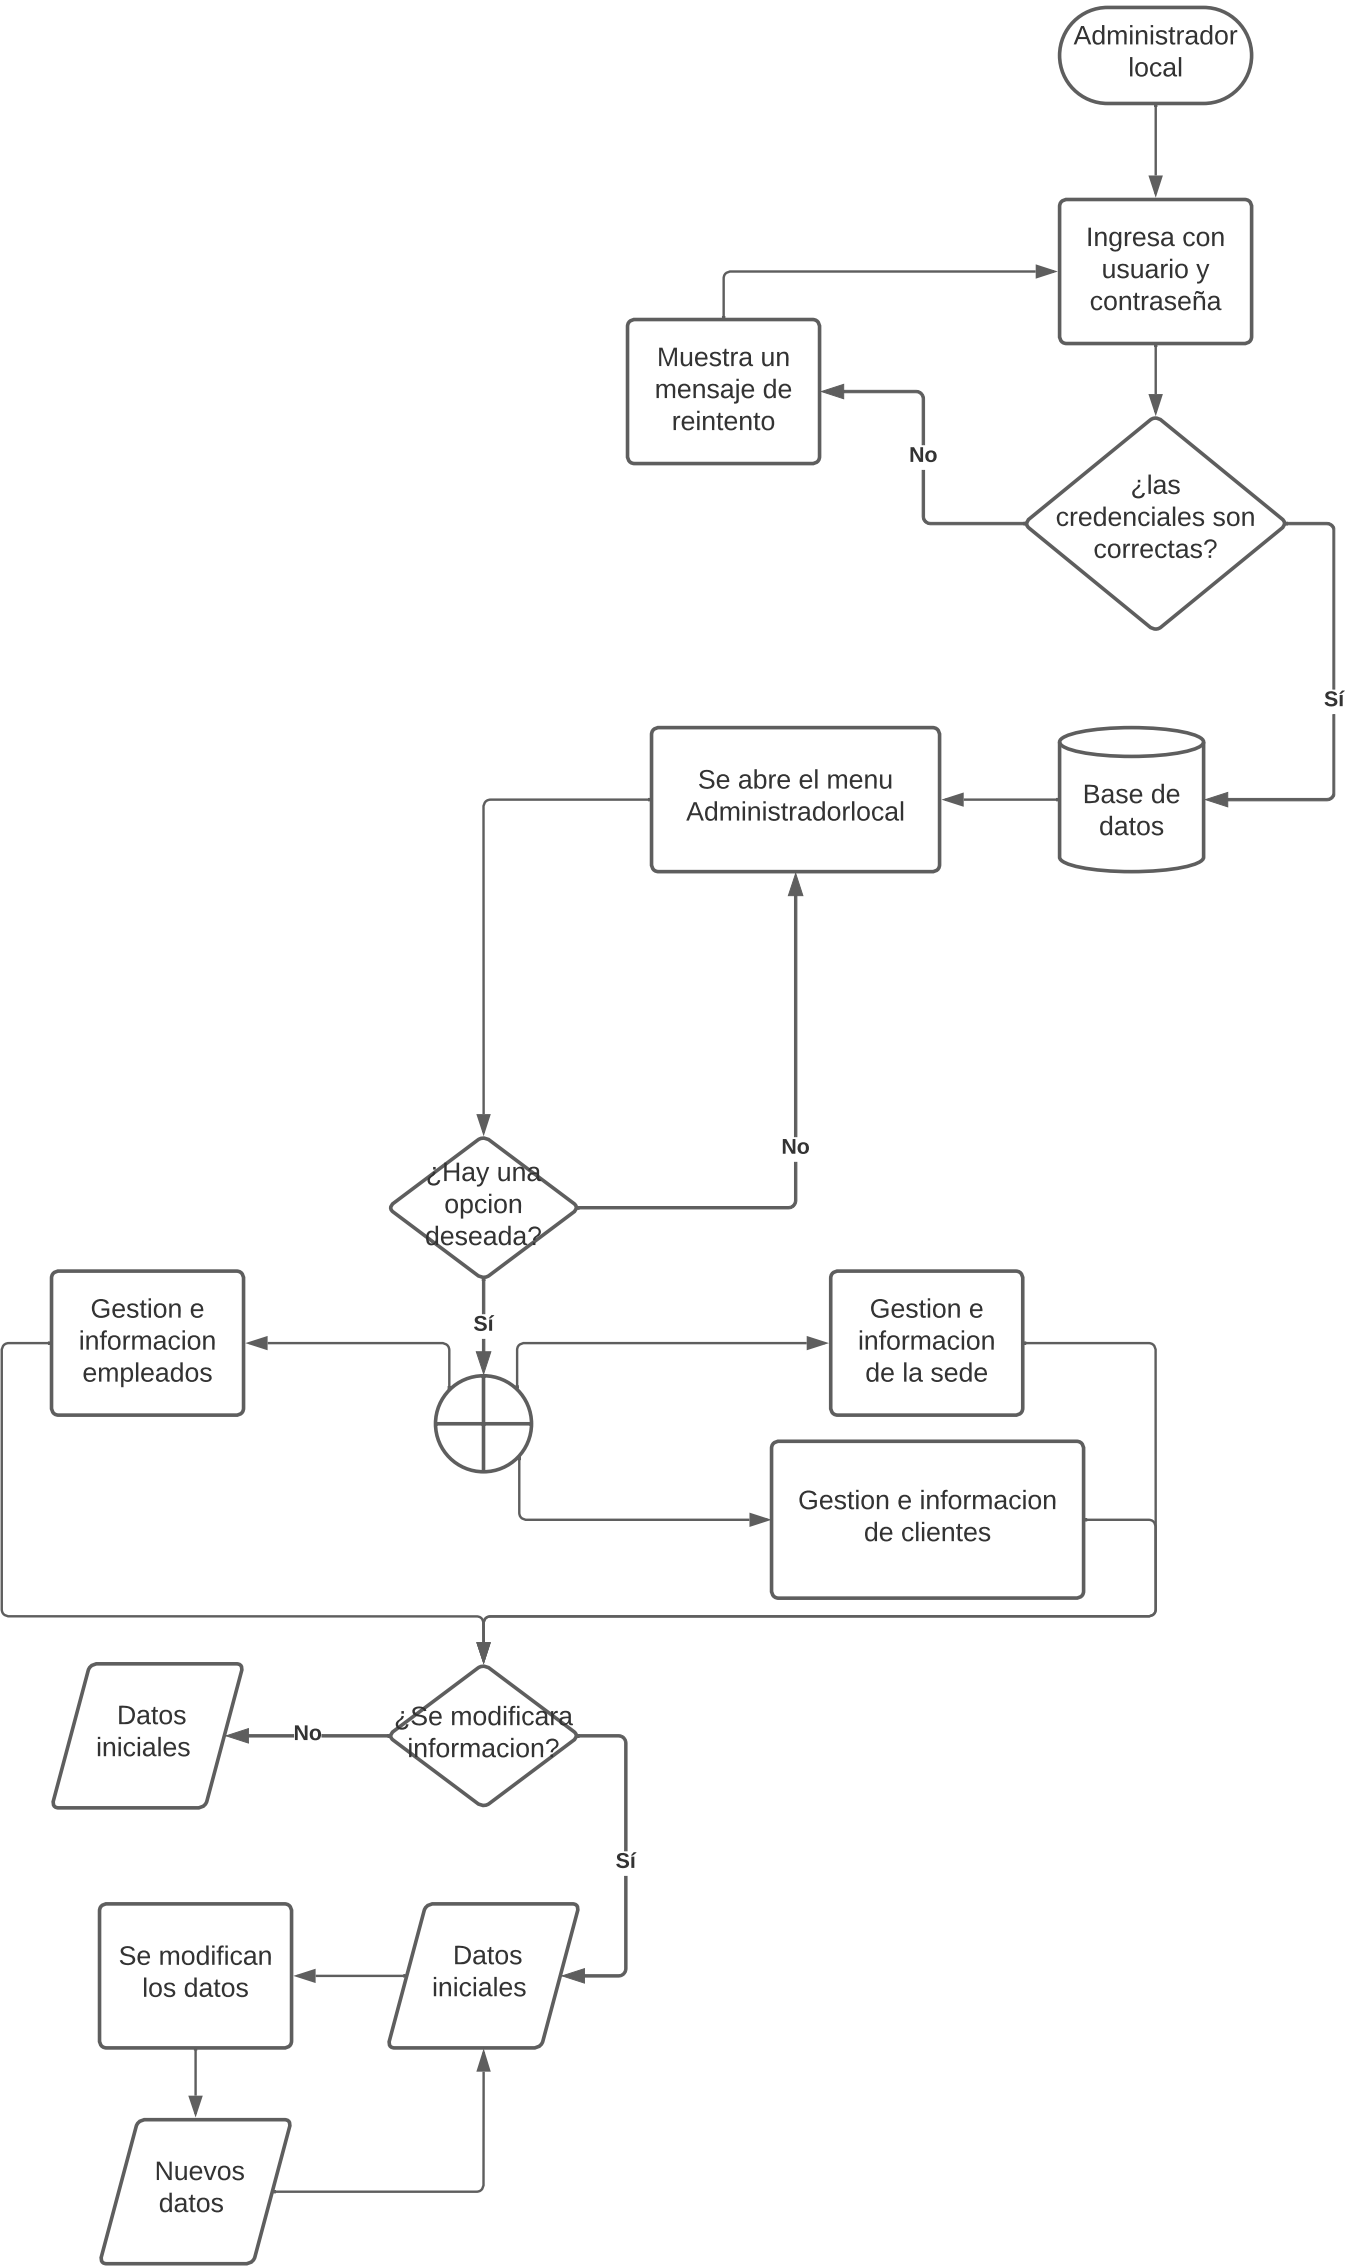 Administrador
local
Ingresa con
usuario y
contraseña
Muestra un
mensaje de
reintento
No
¿las
credenciales son
correctas?
Sí
Se abre el menu
Administradorlocal
Base de
datos
No
¿Hay una
opcion
deseada?
Sí
Gestion e
informacion
empleados
Gestion e
informacion
de la sede
Gestion e informacion
de clientes
¿Se modificara
informacion?
No
Datos
iniciales
Sí
Se modifican
los datos
Datos
iniciales
Nuevos
datos